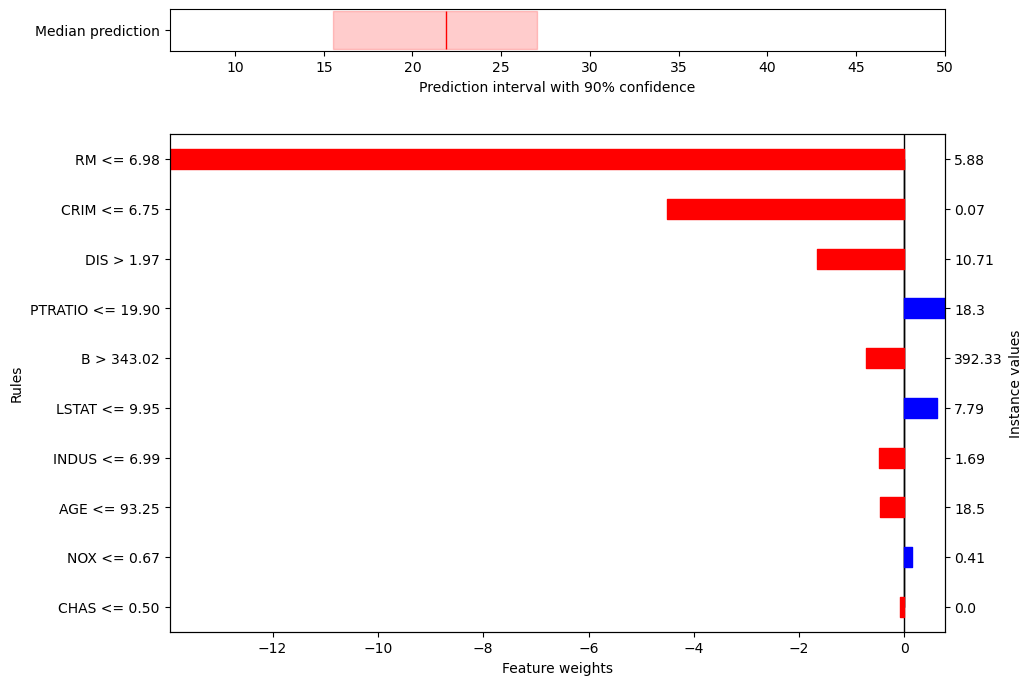 Median prediction
10 15 20 25 30 35 40 45 50
Prediction interval with 90% confidence
Rules
Instance values
RM <= 6.98 5.88
CRIM <= 6.75 0.07
DIS > 1.97 10.71
PTRATIO <= 19.90 18.3
B > 343.02 392.33
LSTAT <= 9.95 7.79
INDUS <= 6.99 1.69
AGE <= 93.25 18.5
NOX <= 0.67 0.41
CHAS <= 0.50 0.0
−12 −10 −8 −6 −4 −2 0
Feature weights